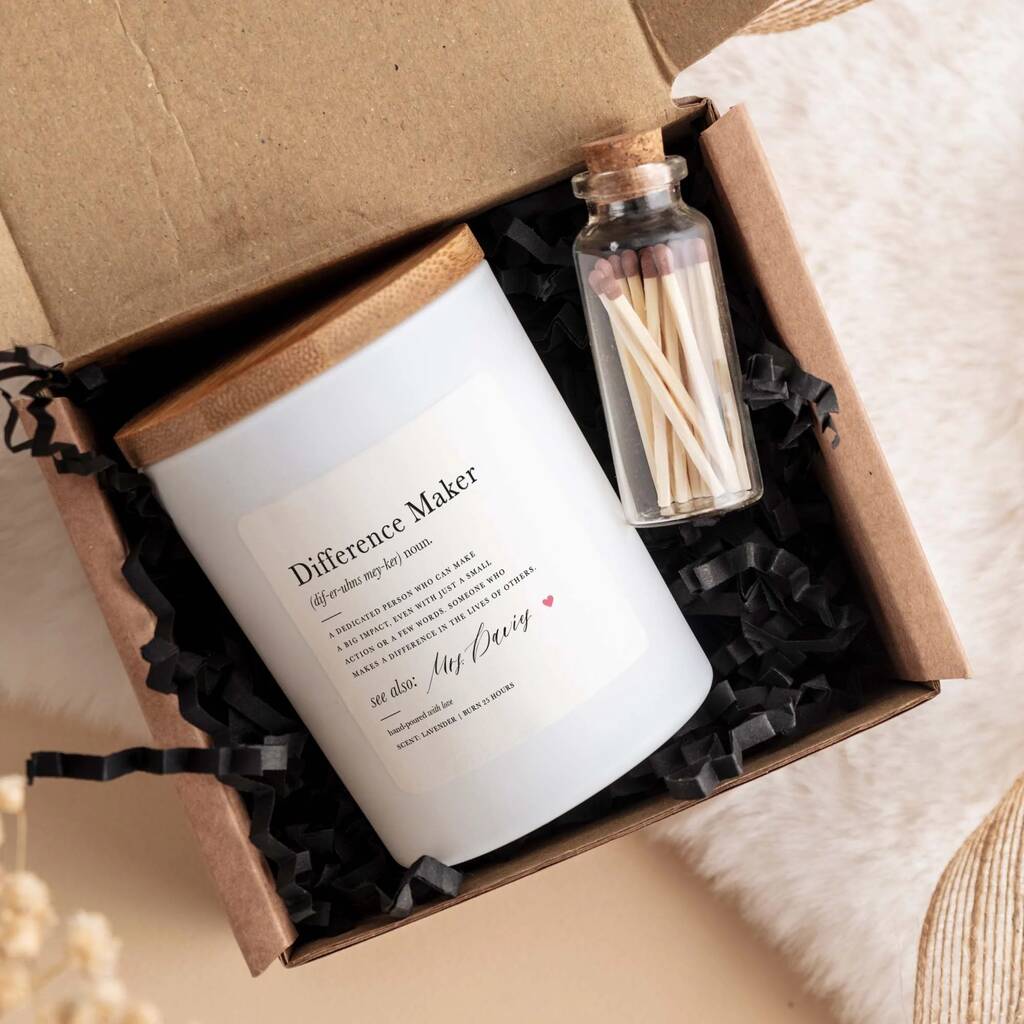 Difference Maker
(dif-er-uhns mey-ker) noun.
A DEDICATED PERSON WHO CAN MAKE
A BIG IMPACT, EVEN WITH JUST A SMALL
ACTION OR A FEW WORDS. SOMEONE WHO
MAKES A DIFFERENCE IN THE LIVES OF OTHERS.
see also: Mrs. Davis
hand-poured with love
SCENT: LAVENDER | BURN 25 HOURS